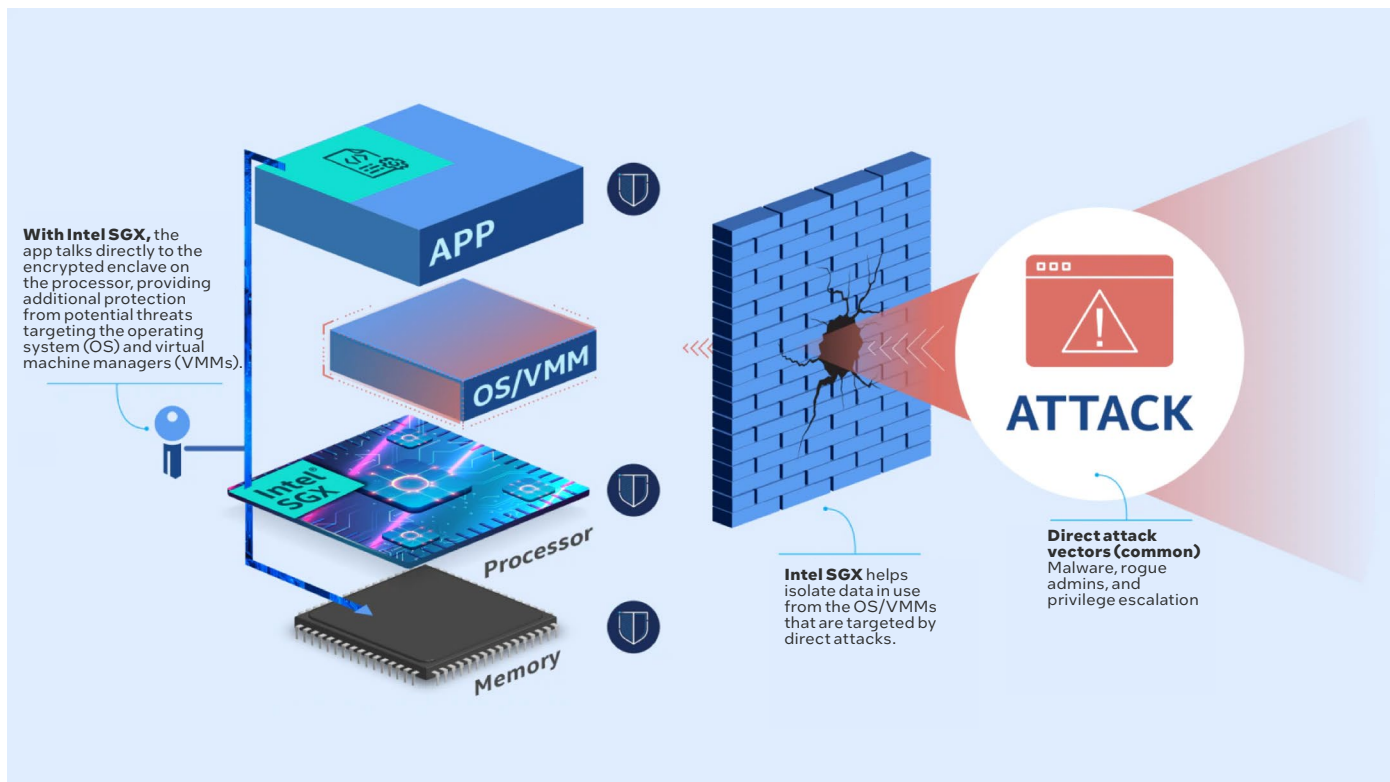 With Intel SGX, the
app talks directly to the
encrypted enclave on
the processor, providing
additional protection
from potential threats
targeting the operating
system (OS) and virtual
machine managers (VMMs).
APP
OS/VMM
Intel®
SGX
Processor
Memory
Intel SGX helps
isolate data in use
from the OS/VMMs
that are targeted by
direct attacks.
ATTACK
Direct attack
vectors (common)
Malware, rogue
admins, and
privilege escalation